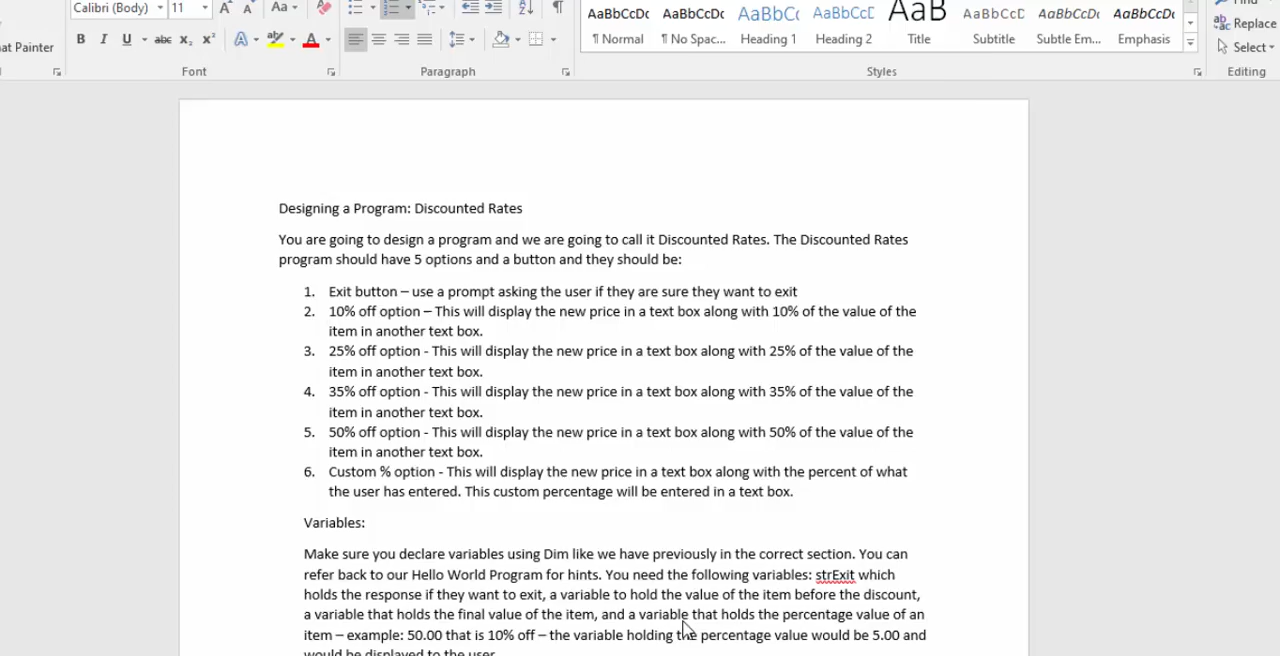 Calibri (Body) 11 A A Aa A
Replace
at Painter B I U abc x₂ x² A ab A Select
AaBbCcDc AaBbCcDc AaBbC AaBbCcD AaB AaBbCcD AaBbCcDc AaBbCcDc
¶ Normal ¶ No Spac... Heading 1 Heading 2 Title Subtitle Subtle Em... Emphasis
Font Paragraph Styles Editing
Designing a Program: Discounted Rates
You are going to design a program and we are going to call it Discounted Rates. The Discounted Rates
program should have 5 options and a button and they should be:
1. Exit button – use a prompt asking the user if they are sure they want to exit
2. 10% off option – This will display the new price in a text box along with 10% of the value of the
item in another text box.
3. 25% off option - This will display the new price in a text box along with 25% of the value of the
item in another text box.
4. 35% off option - This will display the new price in a text box along with 35% of the value of the
item in another text box.
5. 50% off option - This will display the new price in a text box along with 50% of the value of the
item in another text box.
6. Custom % option - This will display the new price in a text box along with the percent of what
the user has entered. This custom percentage will be entered in a text box.
Variables:
Make sure you declare variables using Dim like we have previously in the correct section. You can
refer back to our Hello World Program for hints. You need the following variables: strExit which
holds the response if they want to exit, a variable to hold the value of the item before the discount,
a variable that holds the final value of the item, and a variable that holds the percentage value of an
item – example: 50.00 that is 10% off – the variable holding the percentage value would be 5.00 and
would be displayed to the user.